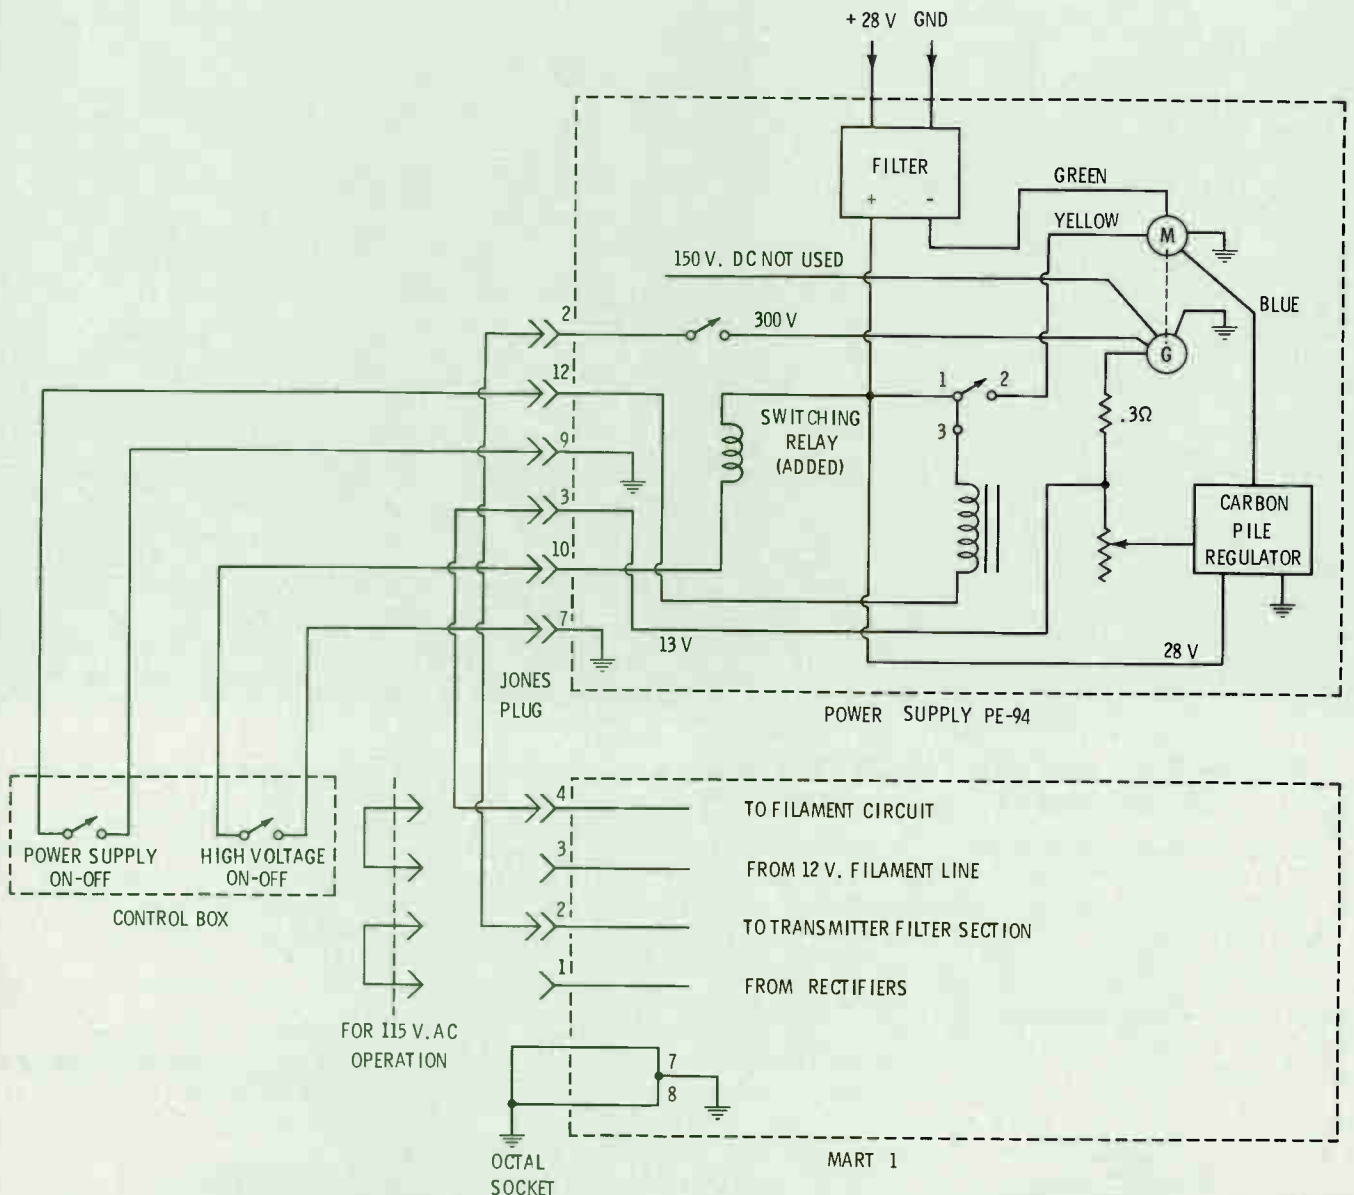 + 28 V GND
FILTER
+ -
GREEN
YELLOW
M
150 V. DC NOT USED
BLUE
2
300 V
G
12
1 2
.3Ω
SWITCHING
RELAY
(ADDED)
9
3
3
CARBON
PILE
REGULATOR
10
7
13 V
28 V
JONES
PLUG
POWER SUPPLY PE-94
4
TO FILAMENT CIRCUIT
POWER SUPPLY
ON-OFF
HIGH VOLTAGE
ON-OFF
3
FROM 12 V. FILAMENT LINE
CONTROL BOX
2
TO TRANSMITTER FILTER SECTION
1
FROM RECTIFIERS
FOR 115 V. AC
OPERATION
7
8
OCTAL
SOCKET
MART 1